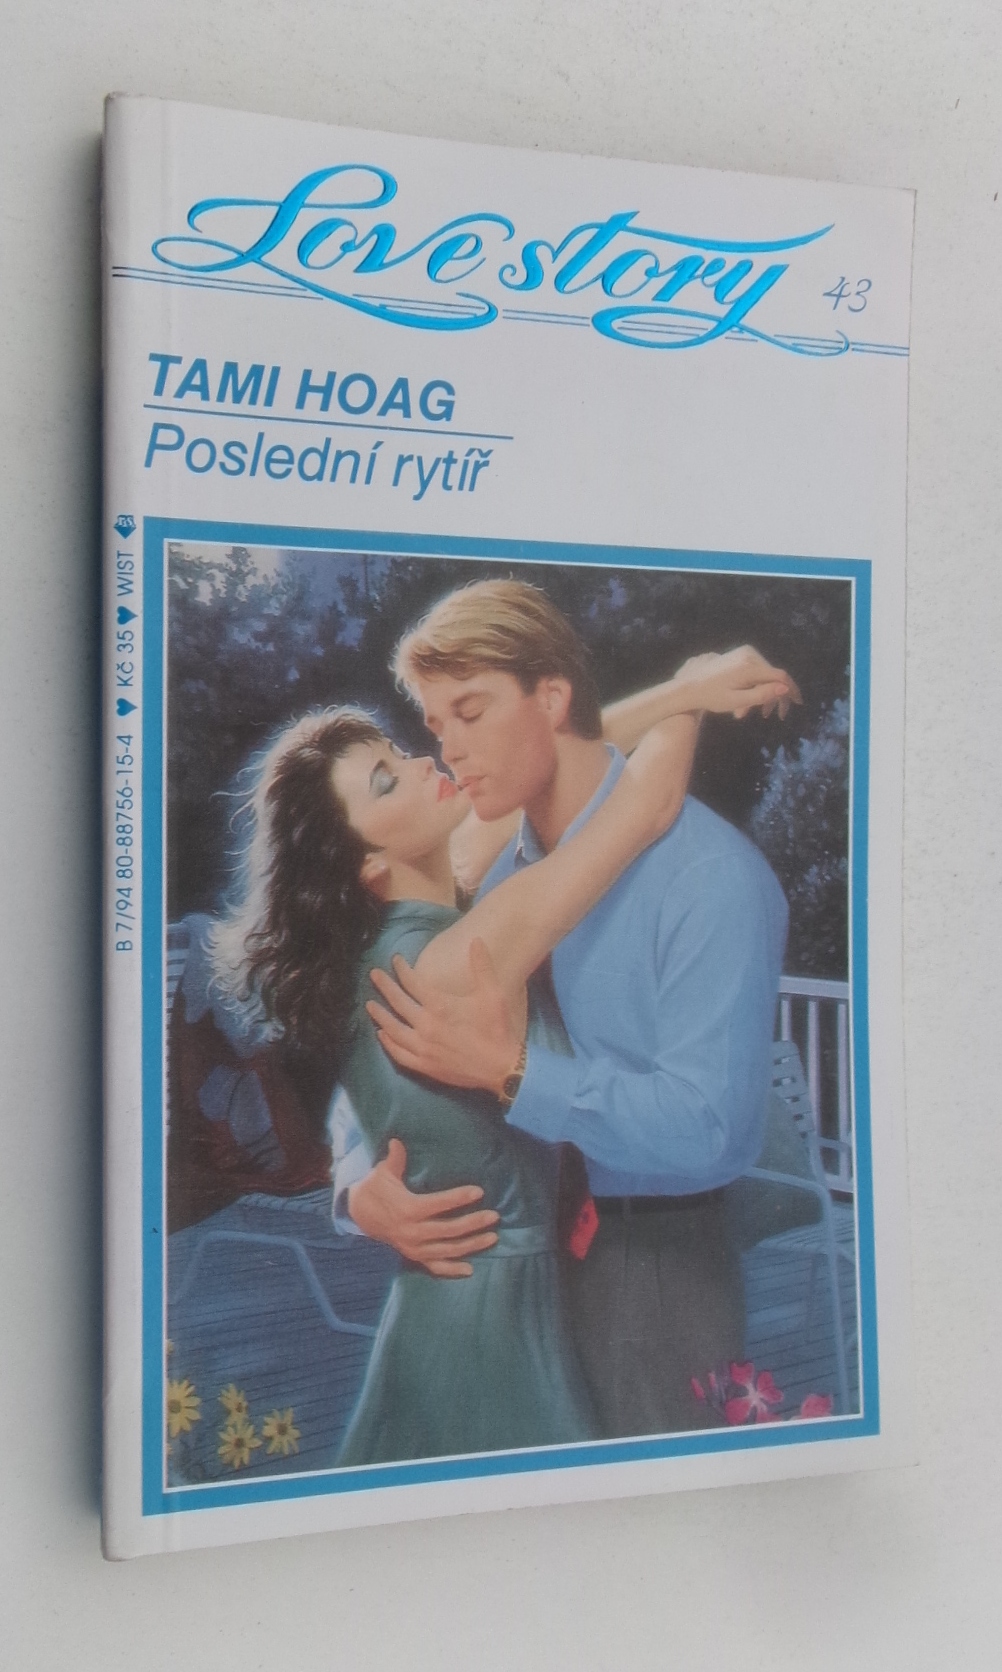 Love story
43
TAMI HOAG
Poslední rytíř
B 7/94 80-88756-15-4 ♥ Kč 35 ♥ WIST